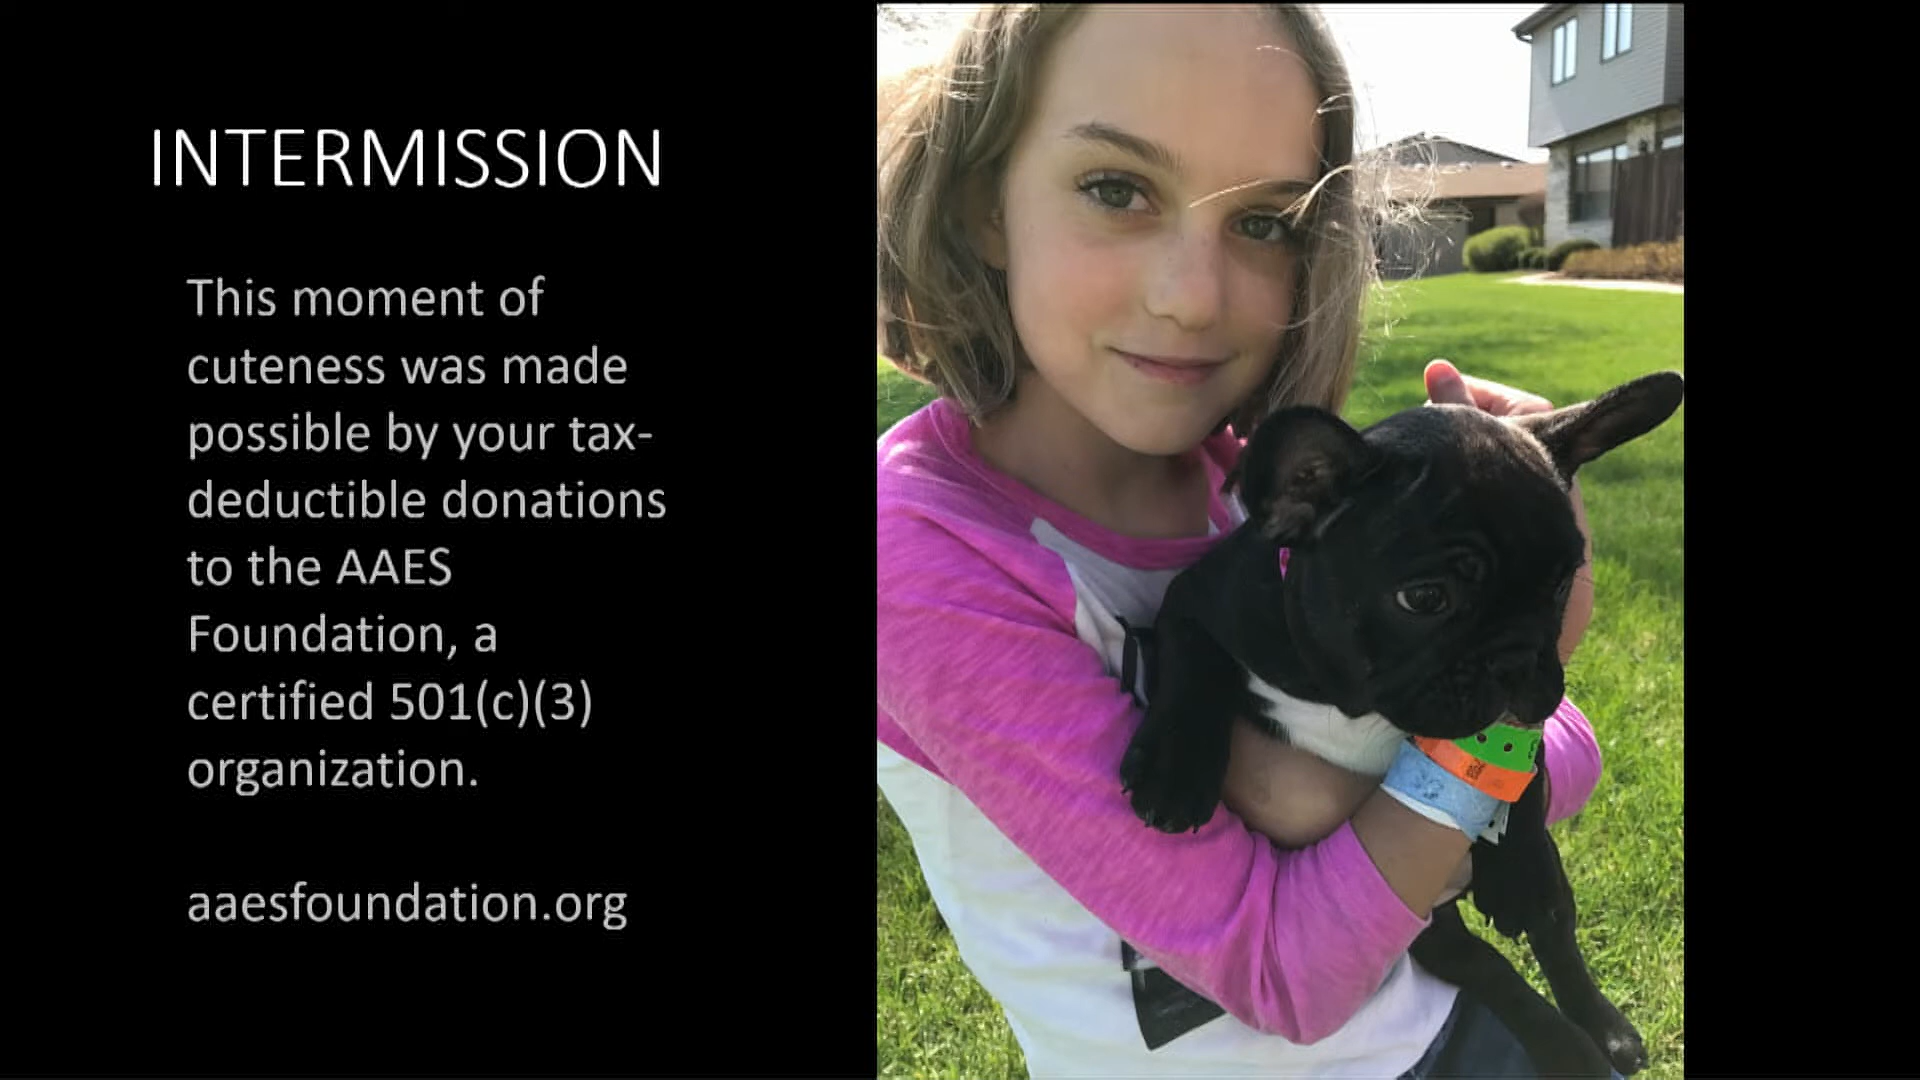 INTERMISSION
This moment of
cuteness was made
possible by your tax-
deductible donations
to the AAES
Foundation, a
certified 501(c)(3)
organization.
aaesfoundation.org